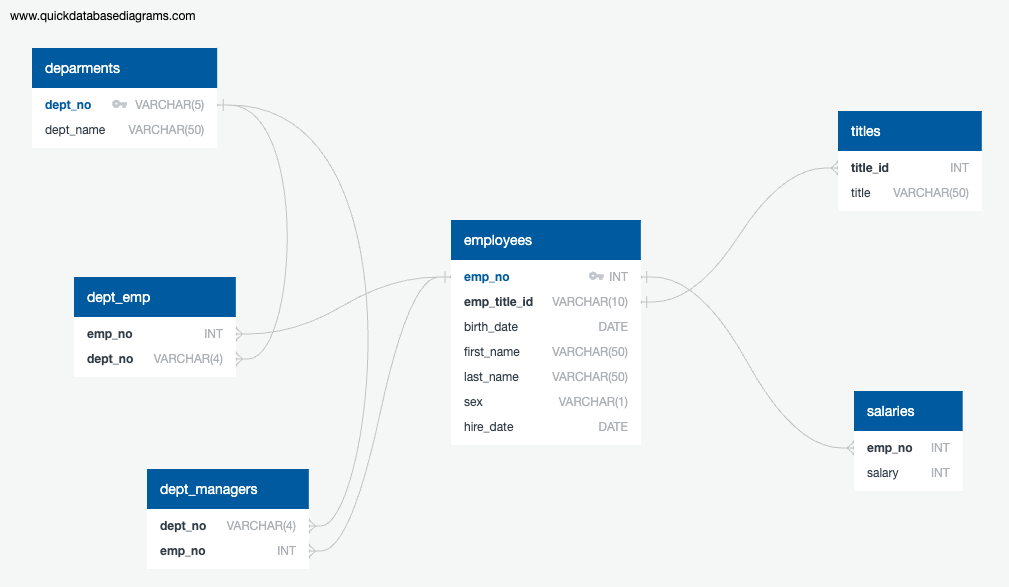 www.quickdatabasediagrams.com
deparments
dept_no VARCHAR(5)
dept_name VARCHAR(50)
titles
title_id INT
title VARCHAR(50)
employees
emp_no INT
emp_title_id VARCHAR(10)
birth_date DATE
first_name VARCHAR(50)
last_name VARCHAR(50)
sex VARCHAR(1)
hire_date DATE
dept_emp
emp_no INT
dept_no VARCHAR(4)
salaries
emp_no INT
salary INT
dept_managers
dept_no VARCHAR(4)
emp_no INT